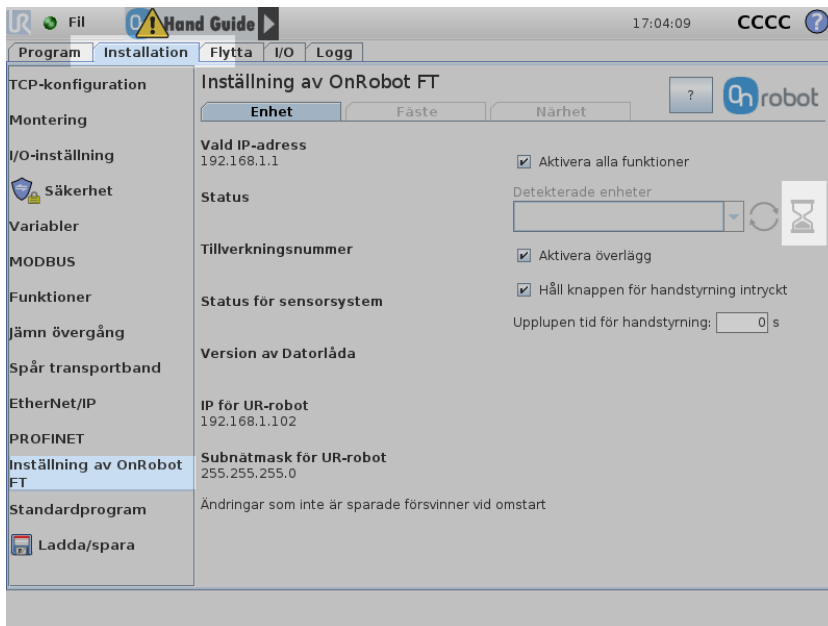 UR Fil On Hand Guide 17:04:09 CCCC ?
Program Installation Flytta I/O Logg
TCP-konfiguration
Montering
I/O-inställning
Säkerhet
Variabler
MODBUS
Funktioner
Jämn övergång
Spår transportband
EtherNet/IP
PROFINET
Inställning av OnRobot
FT
Standardprogram
Ladda/spara
Inställning av OnRobot FT
? On robot
Enhet Fäste Närhet
Vald IP-adress
192.168.1.1
Aktivera alla funktioner
Status
Detekterade enheter
Tillverkningsnummer
Aktivera överlägg
Håll knappen för handstyrning intryckt
Status för sensorsystem
Upplupen tid för handstyrning: 0 s
Version av Datorlåda
IP för UR-robot
192.168.1.102
Subnätmask för UR-robot
255.255.255.0
Ändringar som inte är sparade försvinner vid omstart